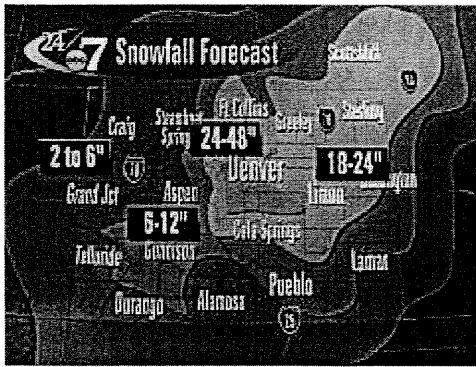 24/7 Snowfall Forecast
Scottsbluff
Craig
Steamboat
Spring
Ft Collins
Greeley
Sterling
2 to 6"
24-48"
18-24"
70
Denver
Grand Jct
Aspen
Limon
6-12"
Colo Springs
Telluride
Gunnison
Lamar
Durango
Alamosa
Pueblo
25